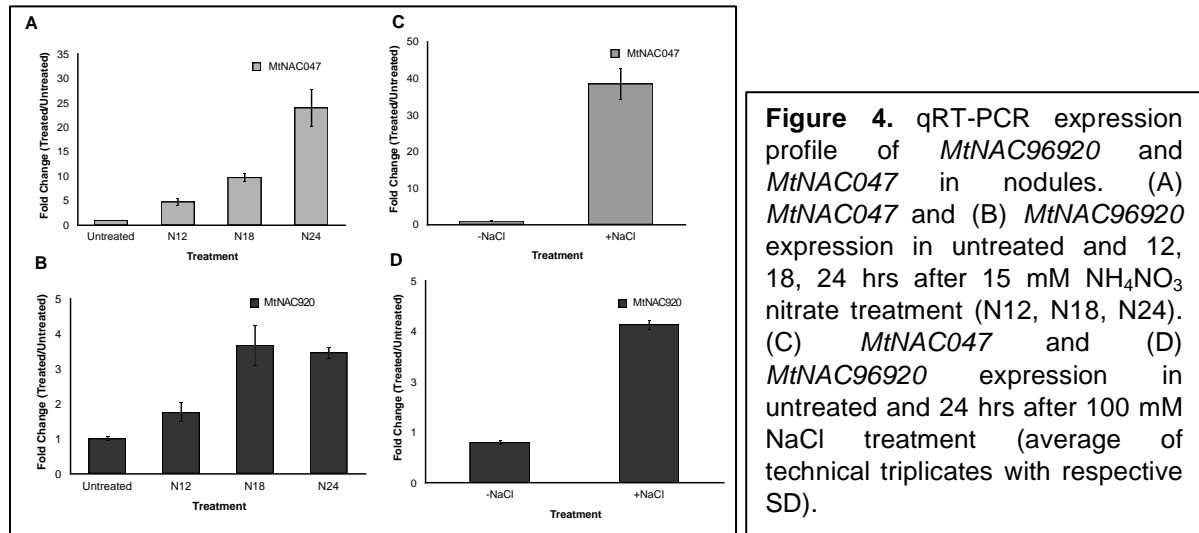 A
Fold Change (Treated/Untreated)
35
30
25
20
15
10
5
0
MtNAC047
Untreated N12 N18 N24
Treatment
B
Fold Change (Treated/Untreated)
5
4
3
2
1
0
MtNAC920
Untreated N12 N18 N24
Treatment
C
Fold Change (Treated/Untreated)
50
40
30
20
10
0
MtNAC047
-NaCl +NaCl
Treatment
D
Fold Change (Treated/Untreated)
5
4
3
1
0
MtNAC920
-NaCl +NaCl
Treatment
Figure 4. qRT-PCR expression
profile of MtNAC96920 and
MtNAC047 in nodules. (A)
MtNAC047 and (B) MtNAC96920
expression in untreated and 12,
18, 24 hrs after 15 mM NH₄NO₃
nitrate treatment (N12, N18, N24).
(C) MtNAC047 and (D)
MtNAC96920 expression in
untreated and 24 hrs after 100 mM
NaCl treatment (average of
technical triplicates with respective
SD).